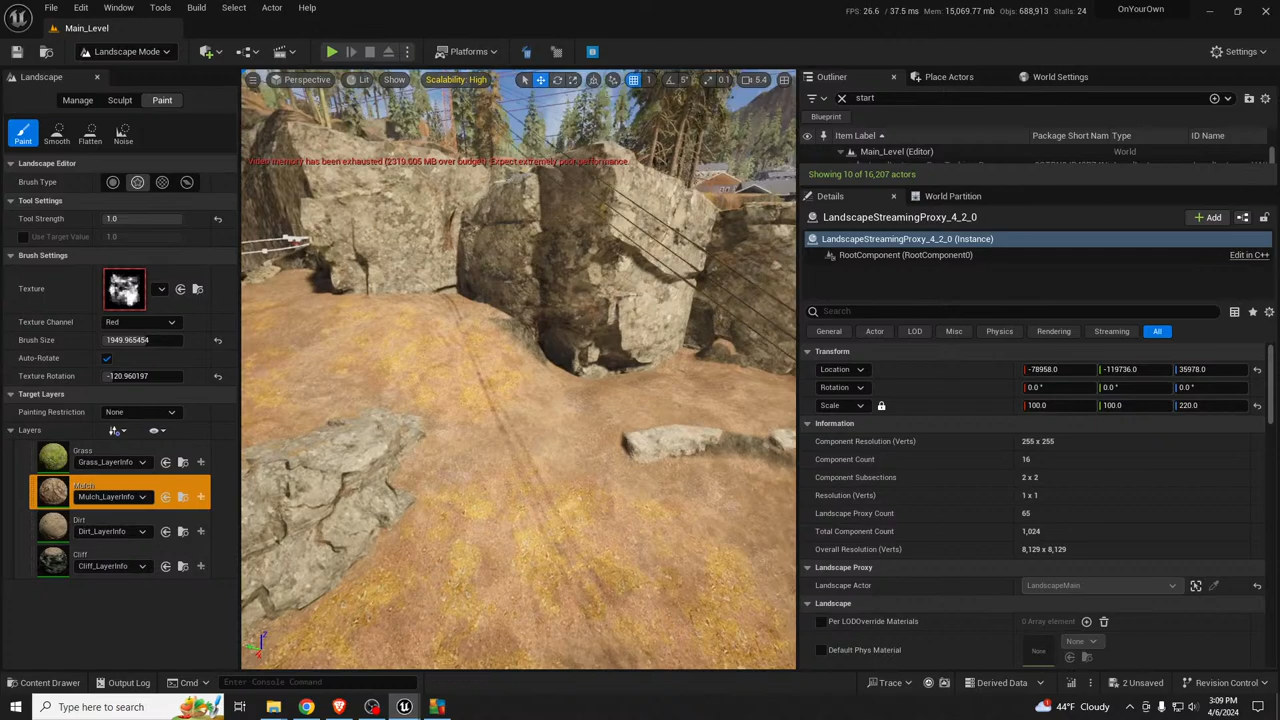 File Edit Window Tools Build Select Actor Help
FPS: 26.6 / 37.5 ms Mem: 15,069.77 mb Objs: 688,913 Stalls: 24
OnYourOwn
Main_Level
Landscape Mode
Platforms
Settings
Landscape
Manage Sculpt Paint
Paint Smooth Flatten Noise
Landscape Editor
Brush Type
Tool Settings
Tool Strength 1.0
Use Target Value 1.0
Brush Settings
Texture
Texture Channel Red
Brush Size 1949.964454
Auto-Rotate
Texture Rotation -120.960197
Target Layers
Painting Restriction None
Layers
Grass
Grass_LayerInfo
Mulch
Mulch_LayerInfo
Dirt
Dirt_LayerInfo
Cliff
Cliff_LayerInfo
Perspective Lit Show Scalability: High 1 5° 0.1 5.4
Video memory has been exhausted (2319.605 MB over budget). Expect extremely poor performance.
Z
Outliner Place Actors World Settings
start
Blueprint
Item Label Package Short Nam Type ID Name
Main_Level (Editor) World
Showing 10 of 16,207 actors
Details World Partition
LandscapeStreamingProxy_4_2_0
Add
LandscapeStreamingProxy_4_2_0 (Instance)
RootComponent (RootComponent0) Edit in C++
Search
General Actor LOD Misc Physics Rendering Streaming All
Transform
Location -78958.0 -119736.0 35978.0
Rotation 0.0 ° 0.0 ° 0.0 °
Scale 100.0 100.0 220.0
Information
Component Resolution (Verts) 255 x 255
Component Count 16
Component Subsections 2 x 2
Resolution (Verts) 1 x 1
Landscape Proxy Count 65
Total Component Count 1,024
Overall Resolution (Verts) 8,129 x 8,129
Landscape Proxy
Landscape Actor LandscapeMain
Landscape
Per LODOverride Materials 0 Array element
Default Phys Material None None
Content Drawer Output Log Cmd Enter Console Command
Trace Derived Data 2 Unsaved Revision Control
Type here to search
44°F Cloudy
3:09 PM
4/6/2024